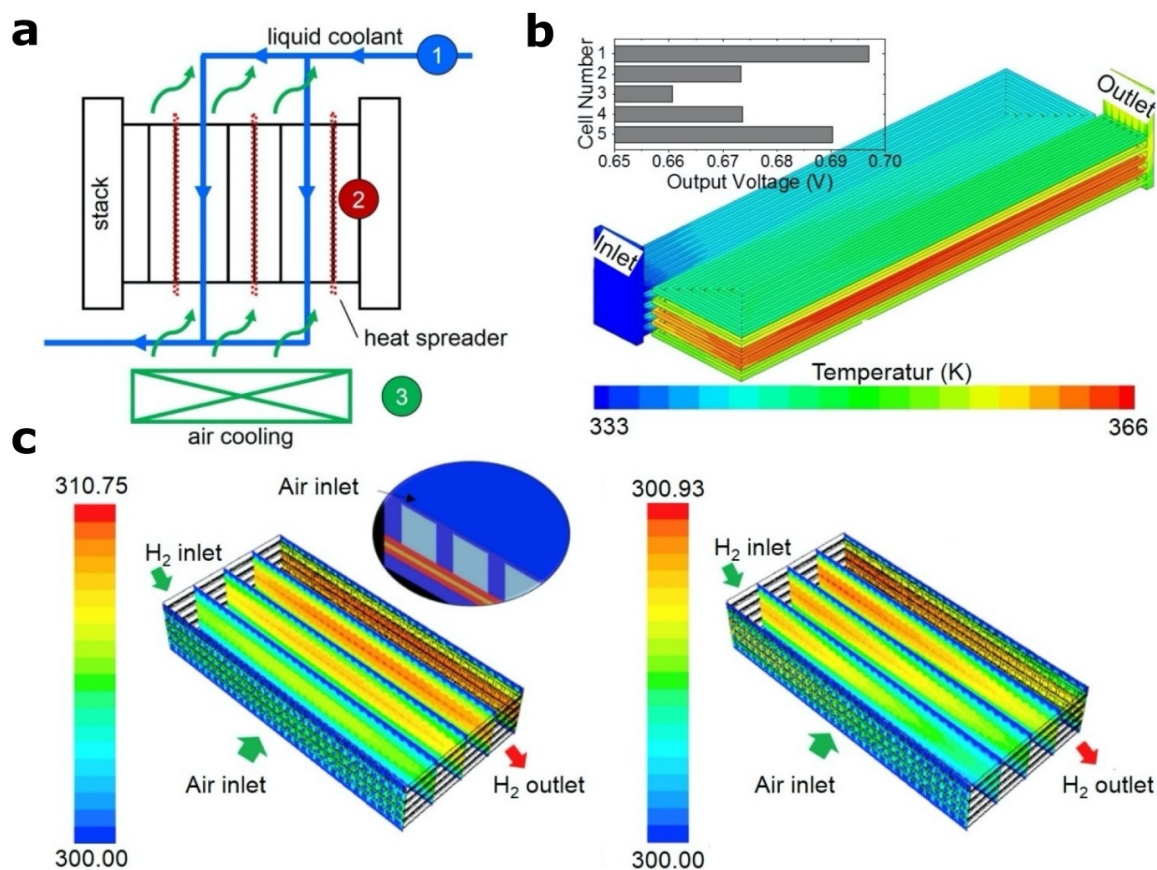 a
liquid coolant
1
stack
2
heat spreader
3
air cooling
b
Cell Number
1
2
3
4
5
0.65 0.66 0.67 0.68 0.69 0.70
Output Voltage (V)
Outlet
Inlet
Temperatur (K)
333 366
c
310.75
Air inlet
H₂ inlet
Air inlet
H₂ outlet
300.00
300.93
H₂ inlet
Air inlet
H₂ outlet
300.00